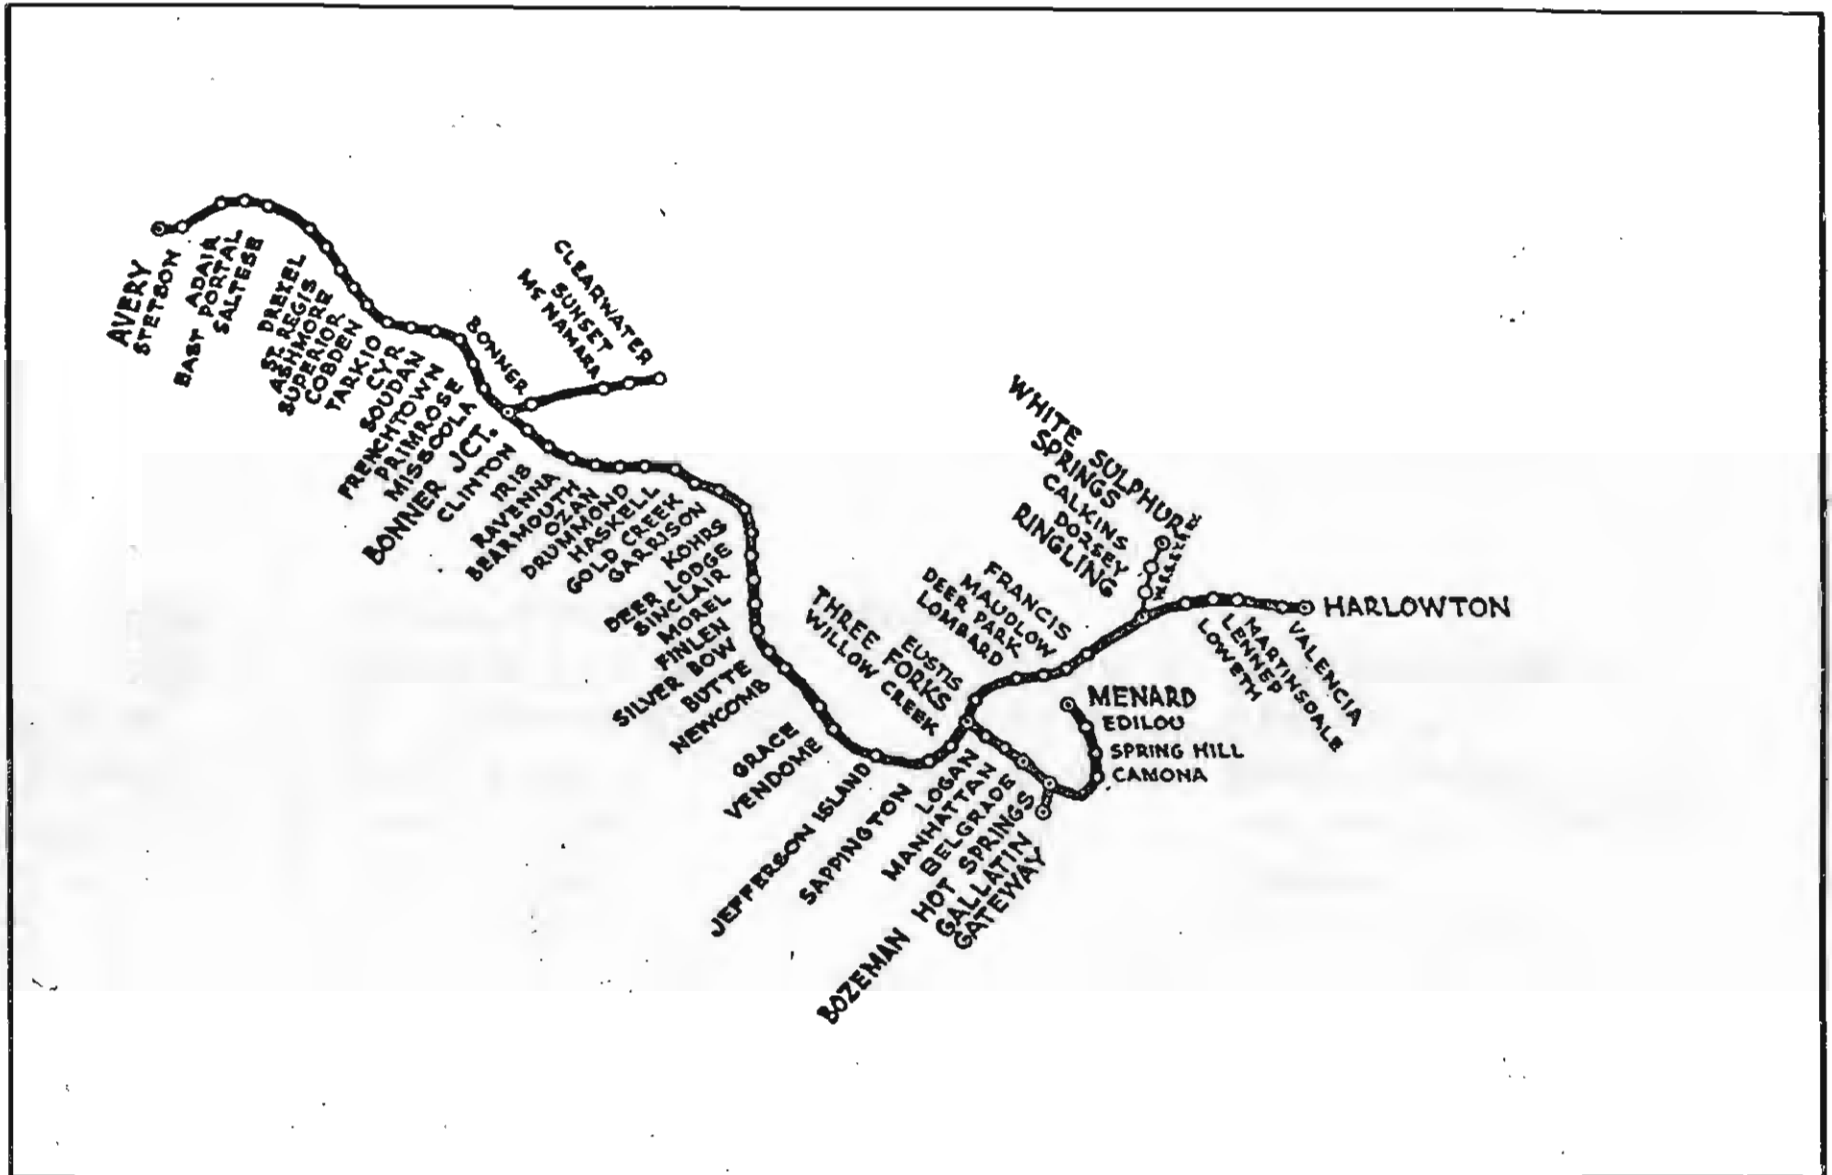 AVERY
STETSON
ADAIR
EAST PORTAL
SALTESE
DREXEL
ST. REGIS
ASHMORE
SUPERIOR
COBDEN
TARKIO
CYR
SOUDAN
FRENCHTOWN
PRIMROSE
MISSOULA
BONNER JCT.
BONNER
McNAMARA
SUNSET
CLEARWATER
CLINTON
IRIS
RAVENNA
BEARMOUTH
OZAN
DRUMMOND
HASKELL
GOLD CREEK
GARRISON
KOHRS
DEER LODGE
SINCLAIR
MOREL
FINLEN
SILVER BOW
BUTTE
NEWCOMB
GRACE
VENDOME
JEFFERSON ISLAND
SAPPINGTON
WILLOW CREEK
THREE FORKS
EUSTIS
LOGAN
MANHATTAN
BELGRADE
BOZEMAN HOT SPRINGS
GALLATIN
GATEWAY
CAMONA
SPRING HILL
EDILOU
MENARD
LOMBARD
DEER PARK
MAUDLOW
FRANCIS
RINGLING
DORSEY
CALKINS
WHITE SULPHUR
SPRINGS
LOWETH
LENNEP
MARTINSDALE
VALENCIA
HARLOWTON